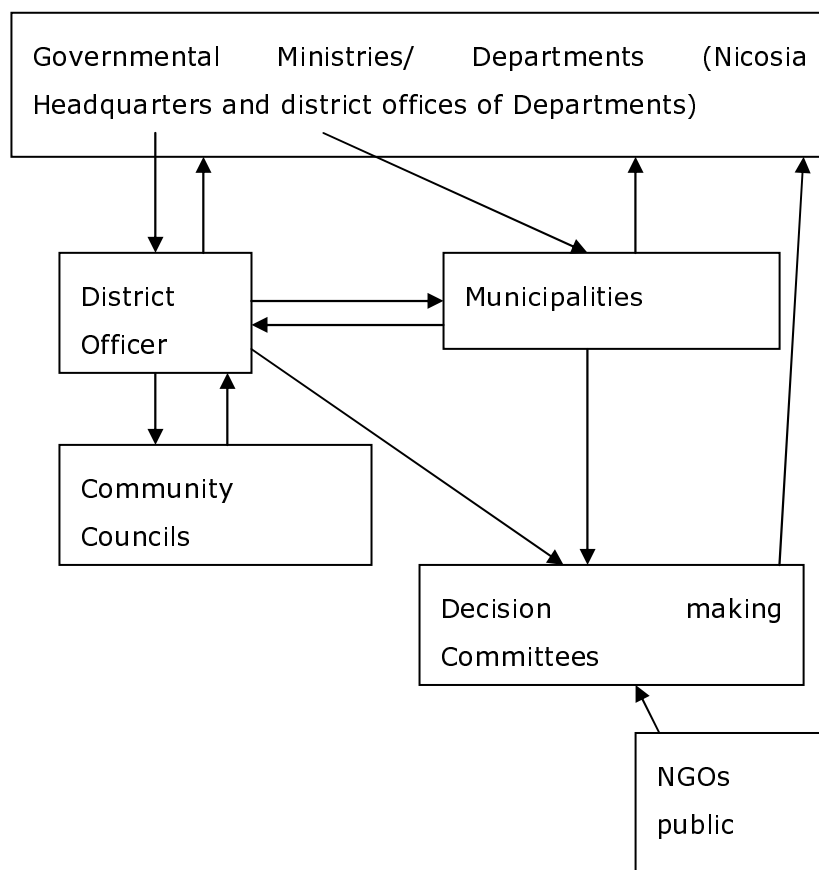 Governmental Ministries/ Departments (Nicosia
Headquarters and district offices of Departments)
District
Officer
Municipalities
Community
Councils
Decision making
Committees
NGOs
public